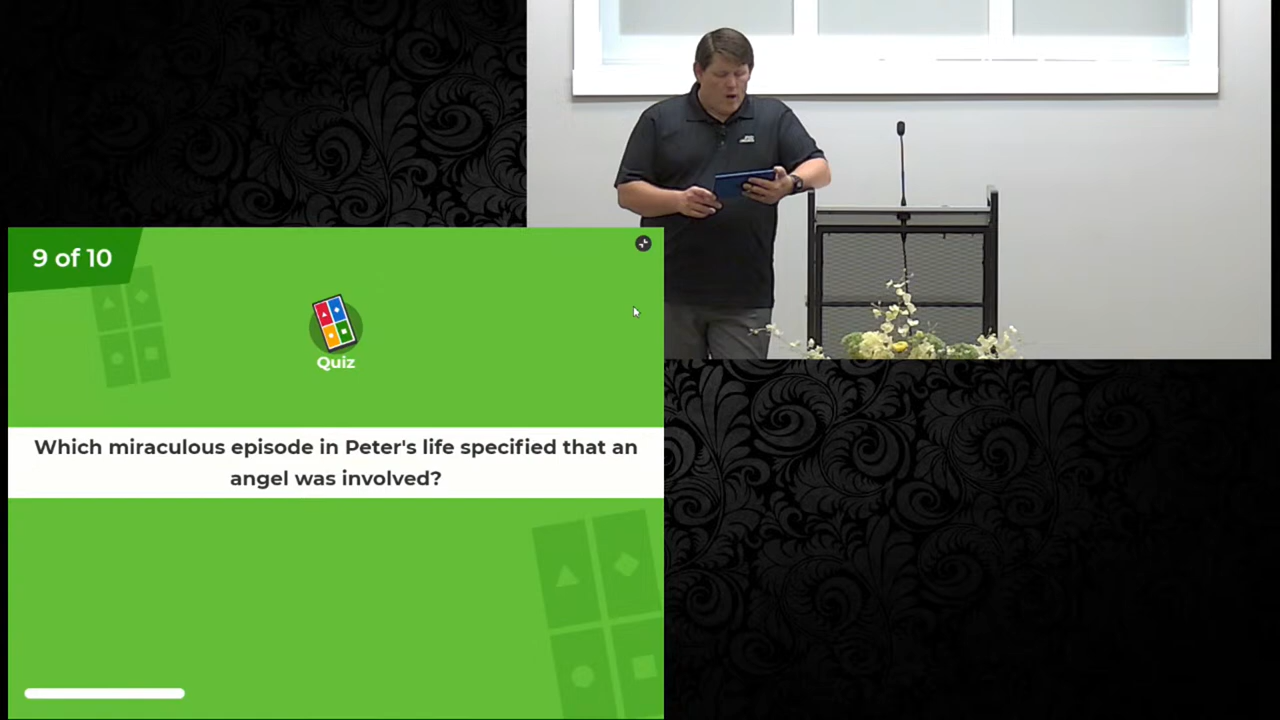 9 of 10
Quiz
Which miraculous episode in Peter's life specified that an
angel was involved?